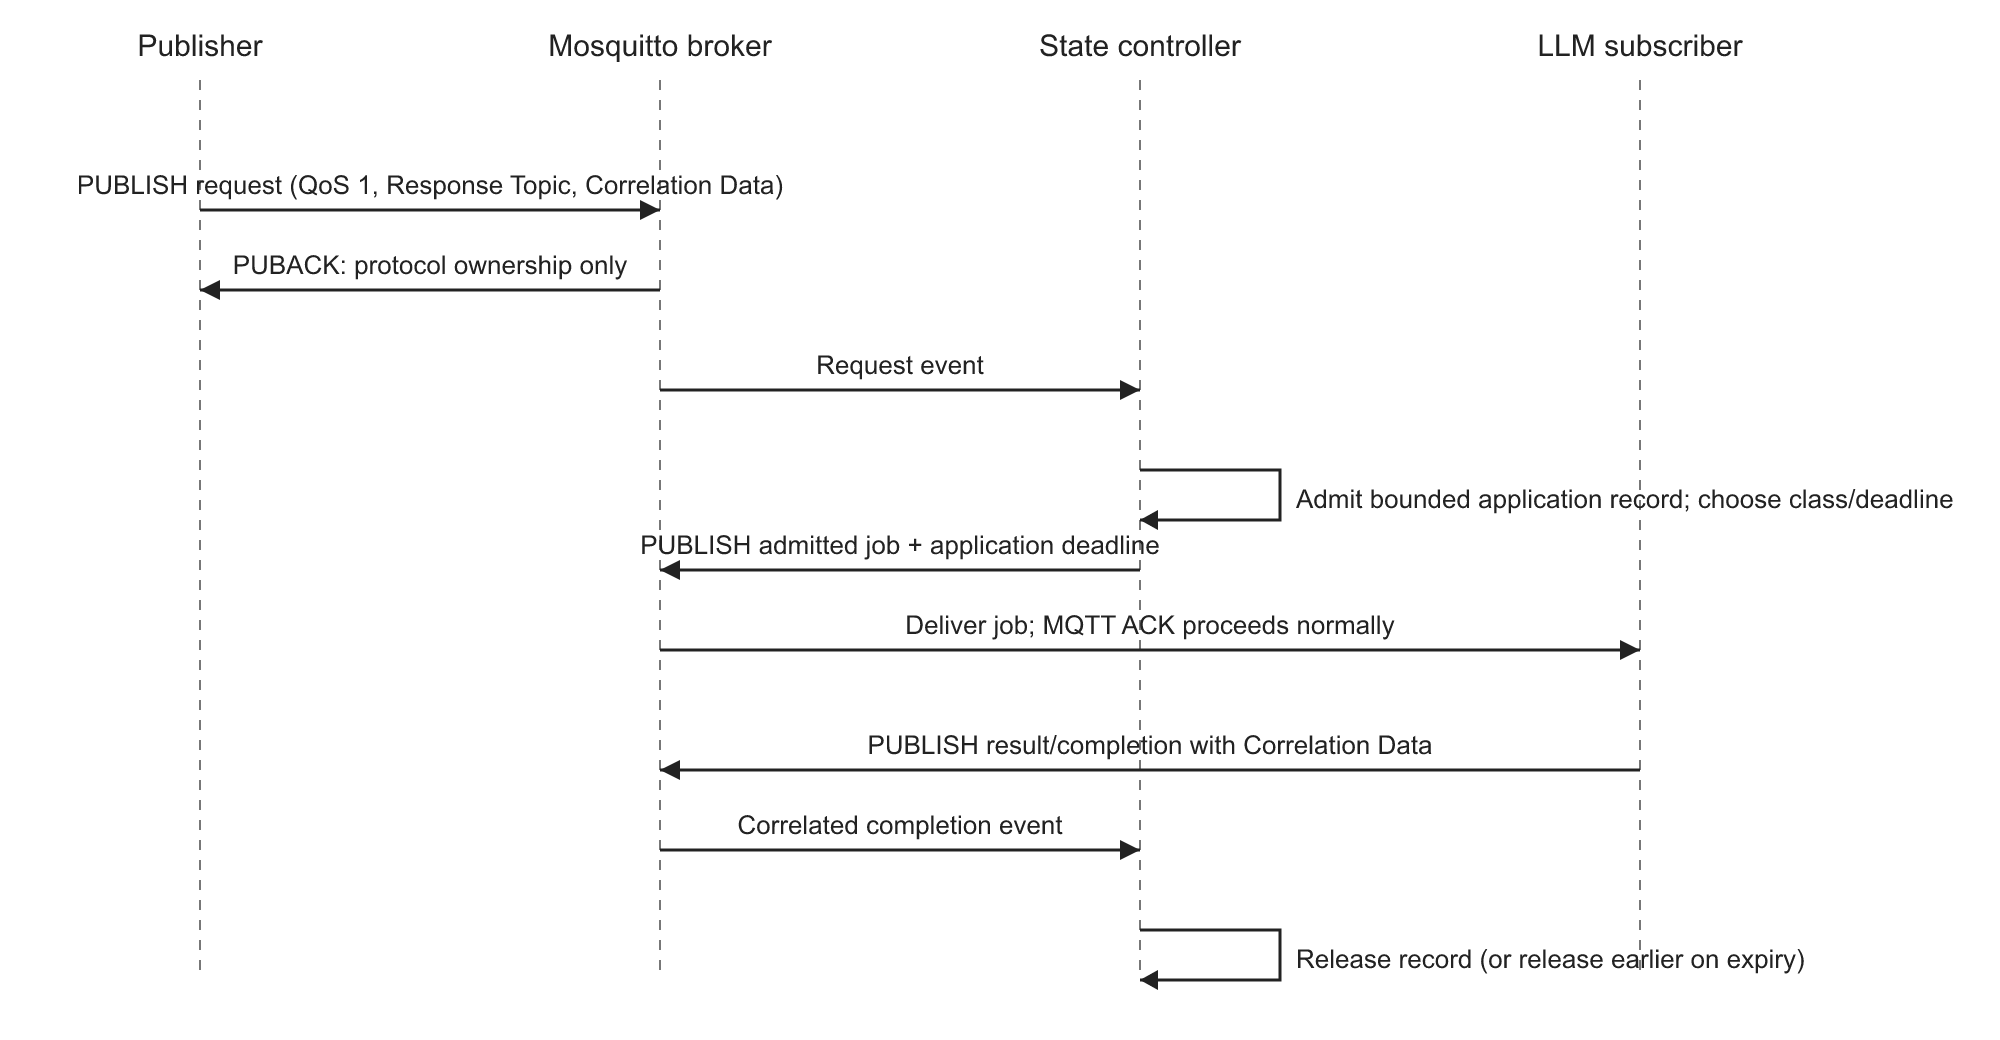 Publisher
Mosquitto broker
State controller
LLM subscriber
PUBLISH request (QoS 1, Response Topic, Correlation Data)
PUBACK: protocol ownership only
Request event
Admit bounded application record; choose class/deadline
PUBLISH admitted job + application deadline
Deliver job; MQTT ACK proceeds normally
PUBLISH result/completion with Correlation Data
Correlated completion event
Release record (or release earlier on expiry)